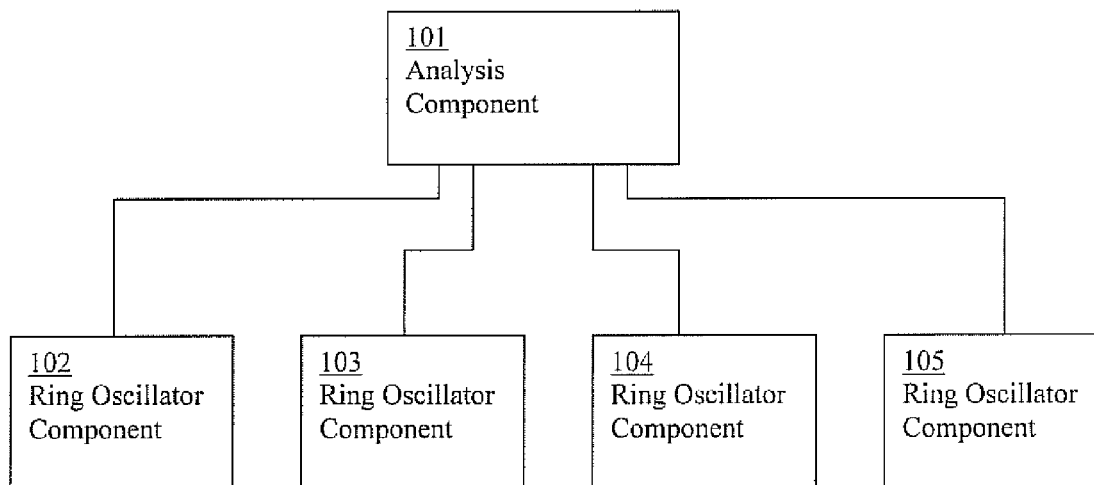 101
Analysis
Component
102
Ring Oscillator
Component
103
Ring Oscillator
Component
104
Ring Oscillator
Component
105
Ring Oscillator
Component